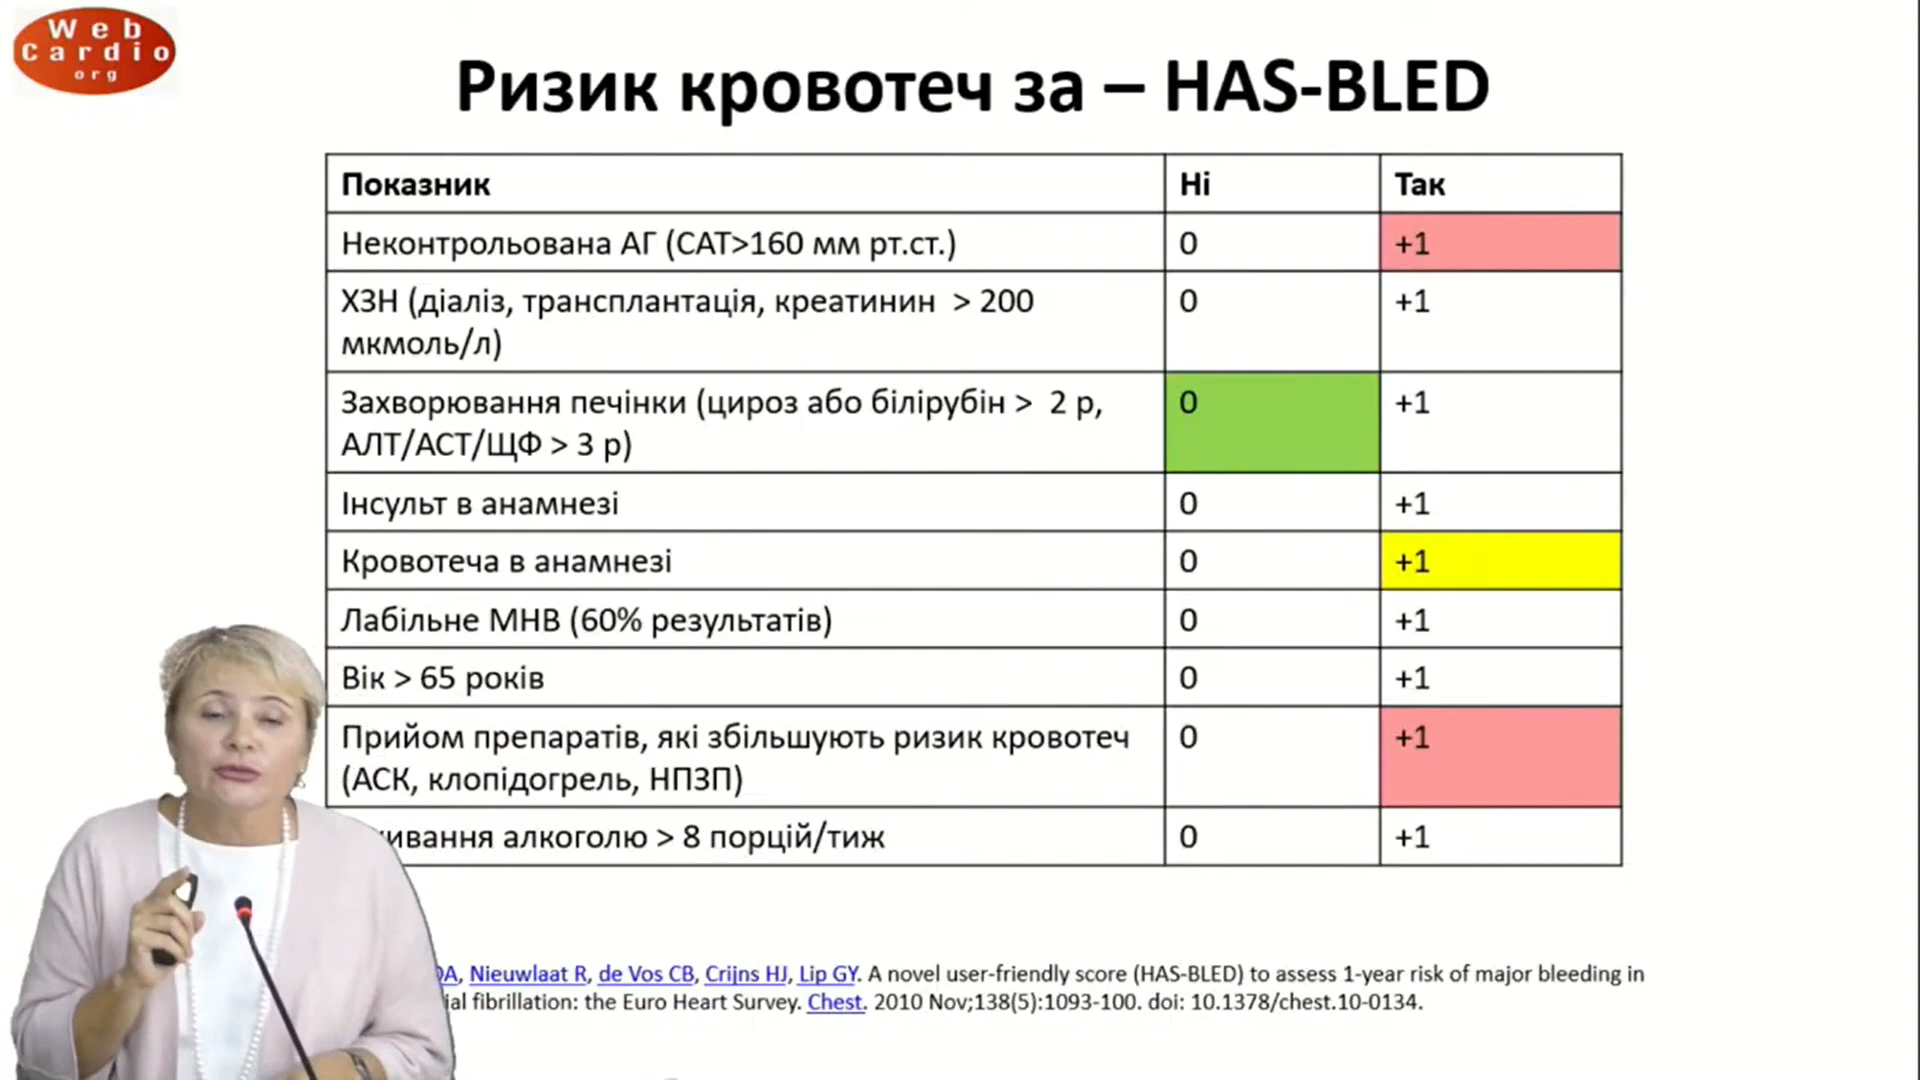 Web
Cardio
org
Ризик кровотеч за – HAS-BLED
Показник Ні Так
Неконтрольована АГ (САТ>160 мм рт.ст.) 0 +1
ХЗН (діаліз, трансплантація, креатинин > 200 0 +1
мкмоль/л)
Захворювання печінки (цироз або білірубін > 2 р, 0 +1
АЛТ/АСТ/ЩФ > 3 р)
Інсульт в анамнезі 0 +1
Кровотеча в анамнезі 0 +1
Лабільне МНВ (60% результатів) 0 +1
Вік > 65 років 0 +1
Прийом препаратів, які збільшують ризик кровотеч 0 +1
(АСК, клопідогрель, НПЗП)
алкоголю > 8 порцій/тиж 0 +1
Nieuwlaat R, de Vos CB, Crijns HJ, Lip GY. A novel user-friendly score (HAS-BLED) to assess 1-year risk of major bleeding in
fibrillation: the Euro Heart Survey. Chest. 2010 Nov;138(5):1093-100. doi: 10.1378/chest.10-0134.